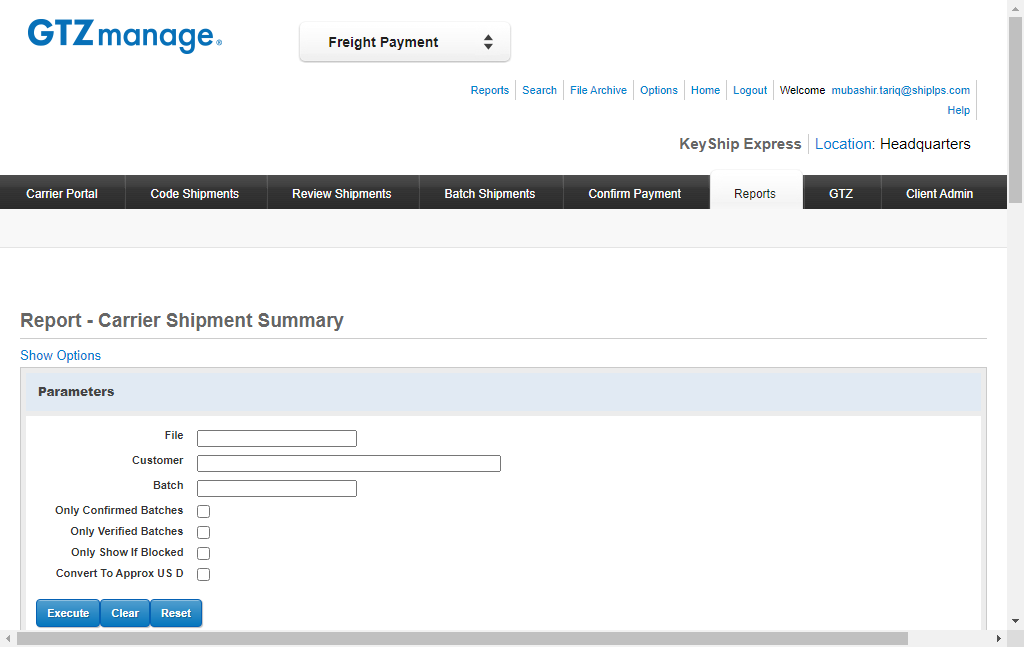 GTZmanage®
Freight Payment
Reports Search File Archive Options Home Logout Welcome mubashir.tariq@shiplps.com
Help
KeyShip Express Location: Headquarters
Carrier Portal Code Shipments Review Shipments Batch Shipments Confirm Payment Reports GTZ Client Admin
Report - Carrier Shipment Summary
Show Options
Parameters
File
Customer
Batch
Only Confirmed Batches
Only Verified Batches
Only Show If Blocked
Convert To Approx US D
Execute Clear Reset